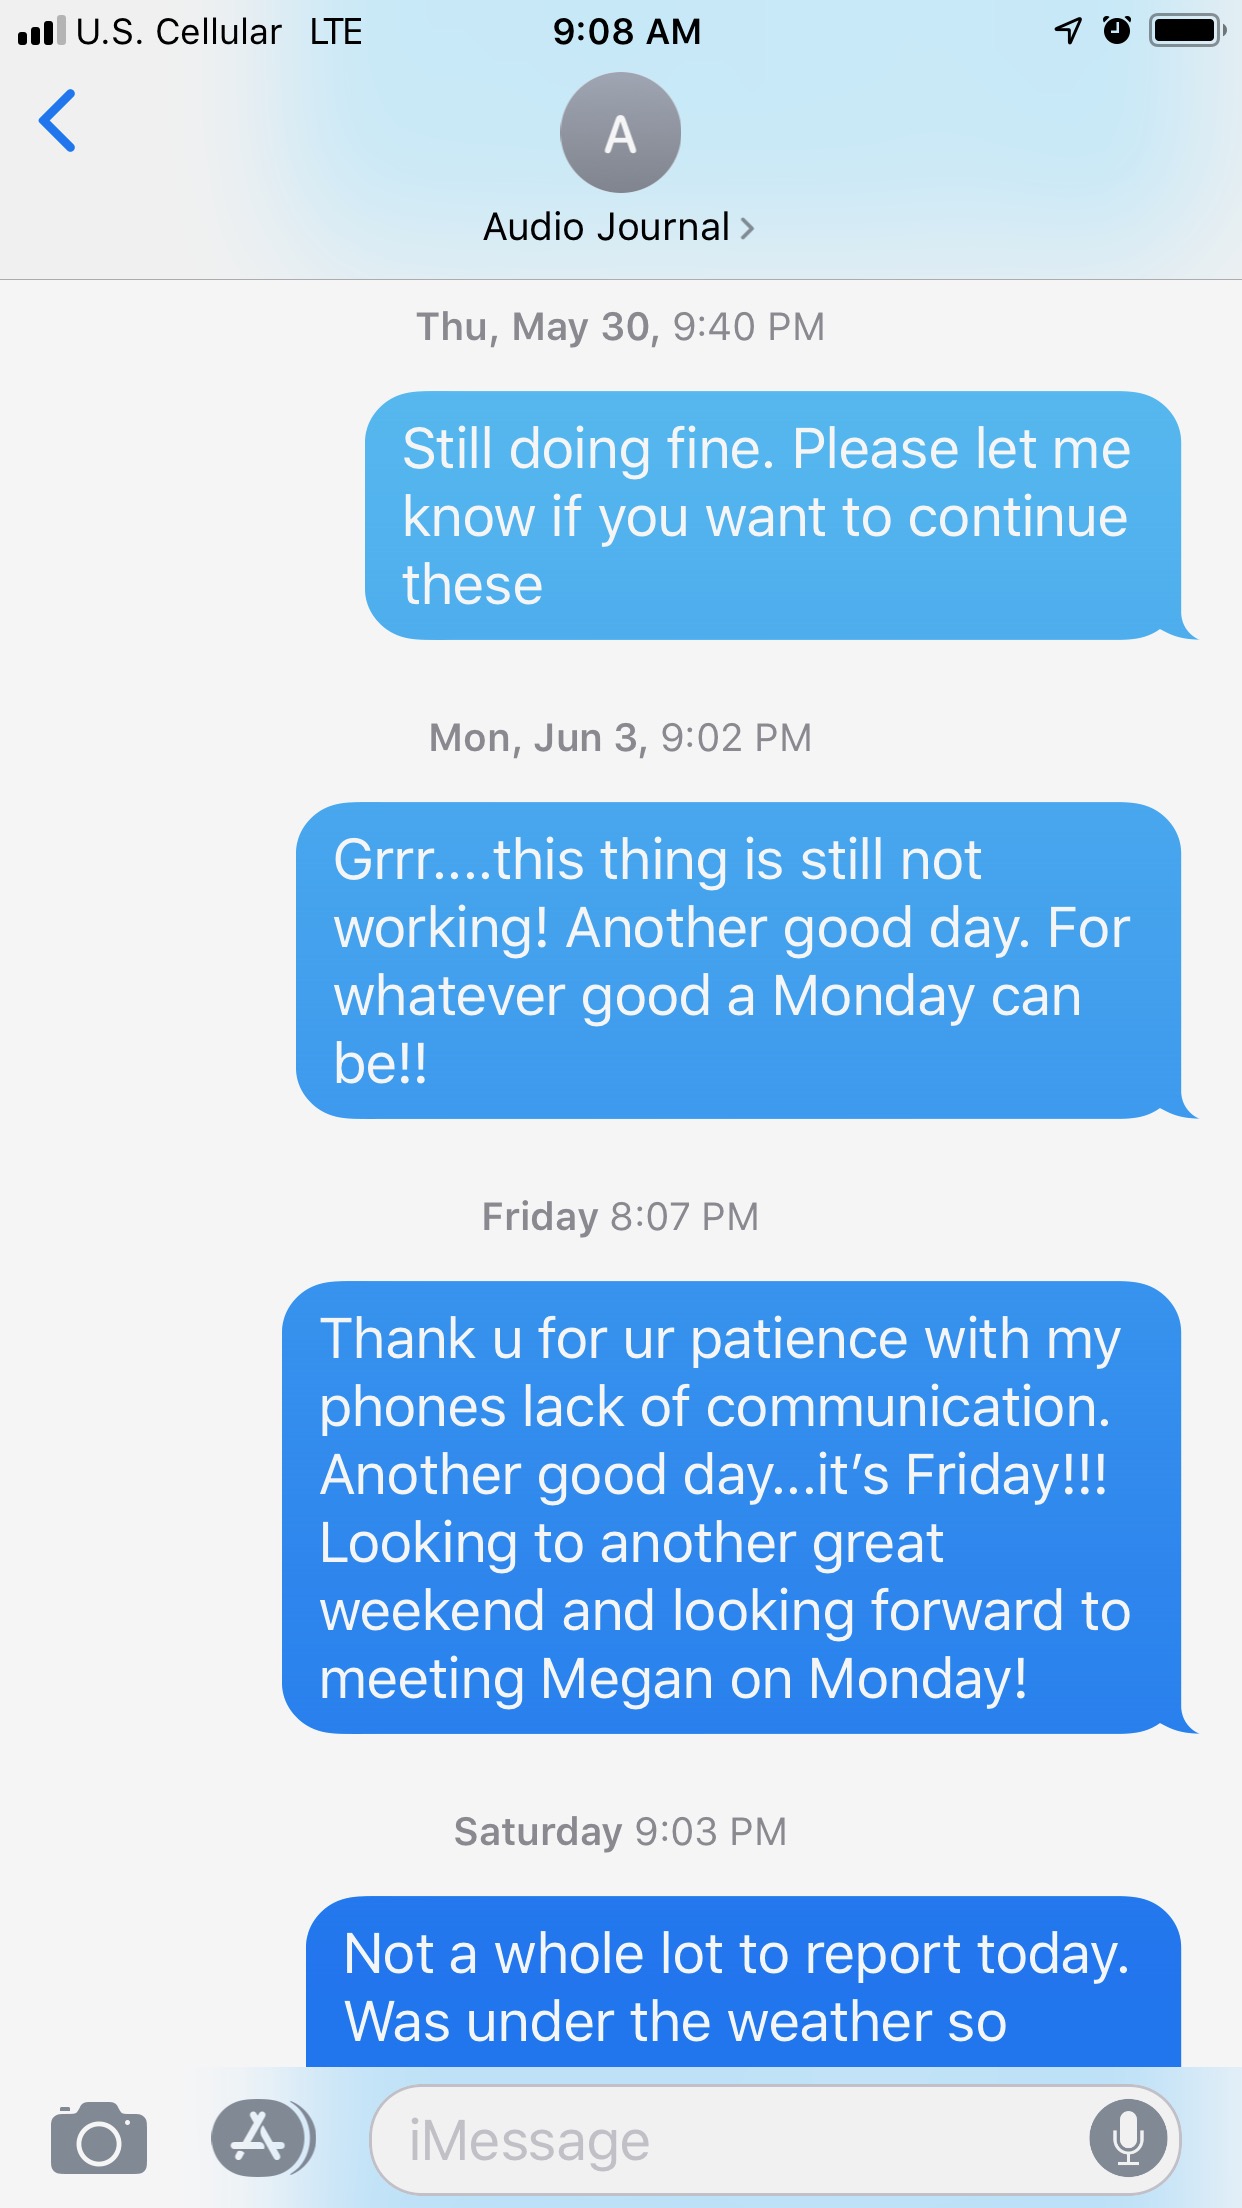 U.S. Cellular LTE 9:08 AM
A
Audio Journal
Thu, May 30, 9:40 PM
Still doing fine. Please let me
know if you want to continue
these
Mon, Jun 3, 9:02 PM
Grrr....this thing is still not
working! Another good day. For
whatever good a Monday can
be!!
Friday 8:07 PM
Thank u for ur patience with my
phones lack of communication.
Another good day...it’s Friday!!!
Looking to another great
weekend and looking forward to
meeting Megan on Monday!
Saturday 9:03 PM
Not a whole lot to report today.
Was under the weather so
iMessage